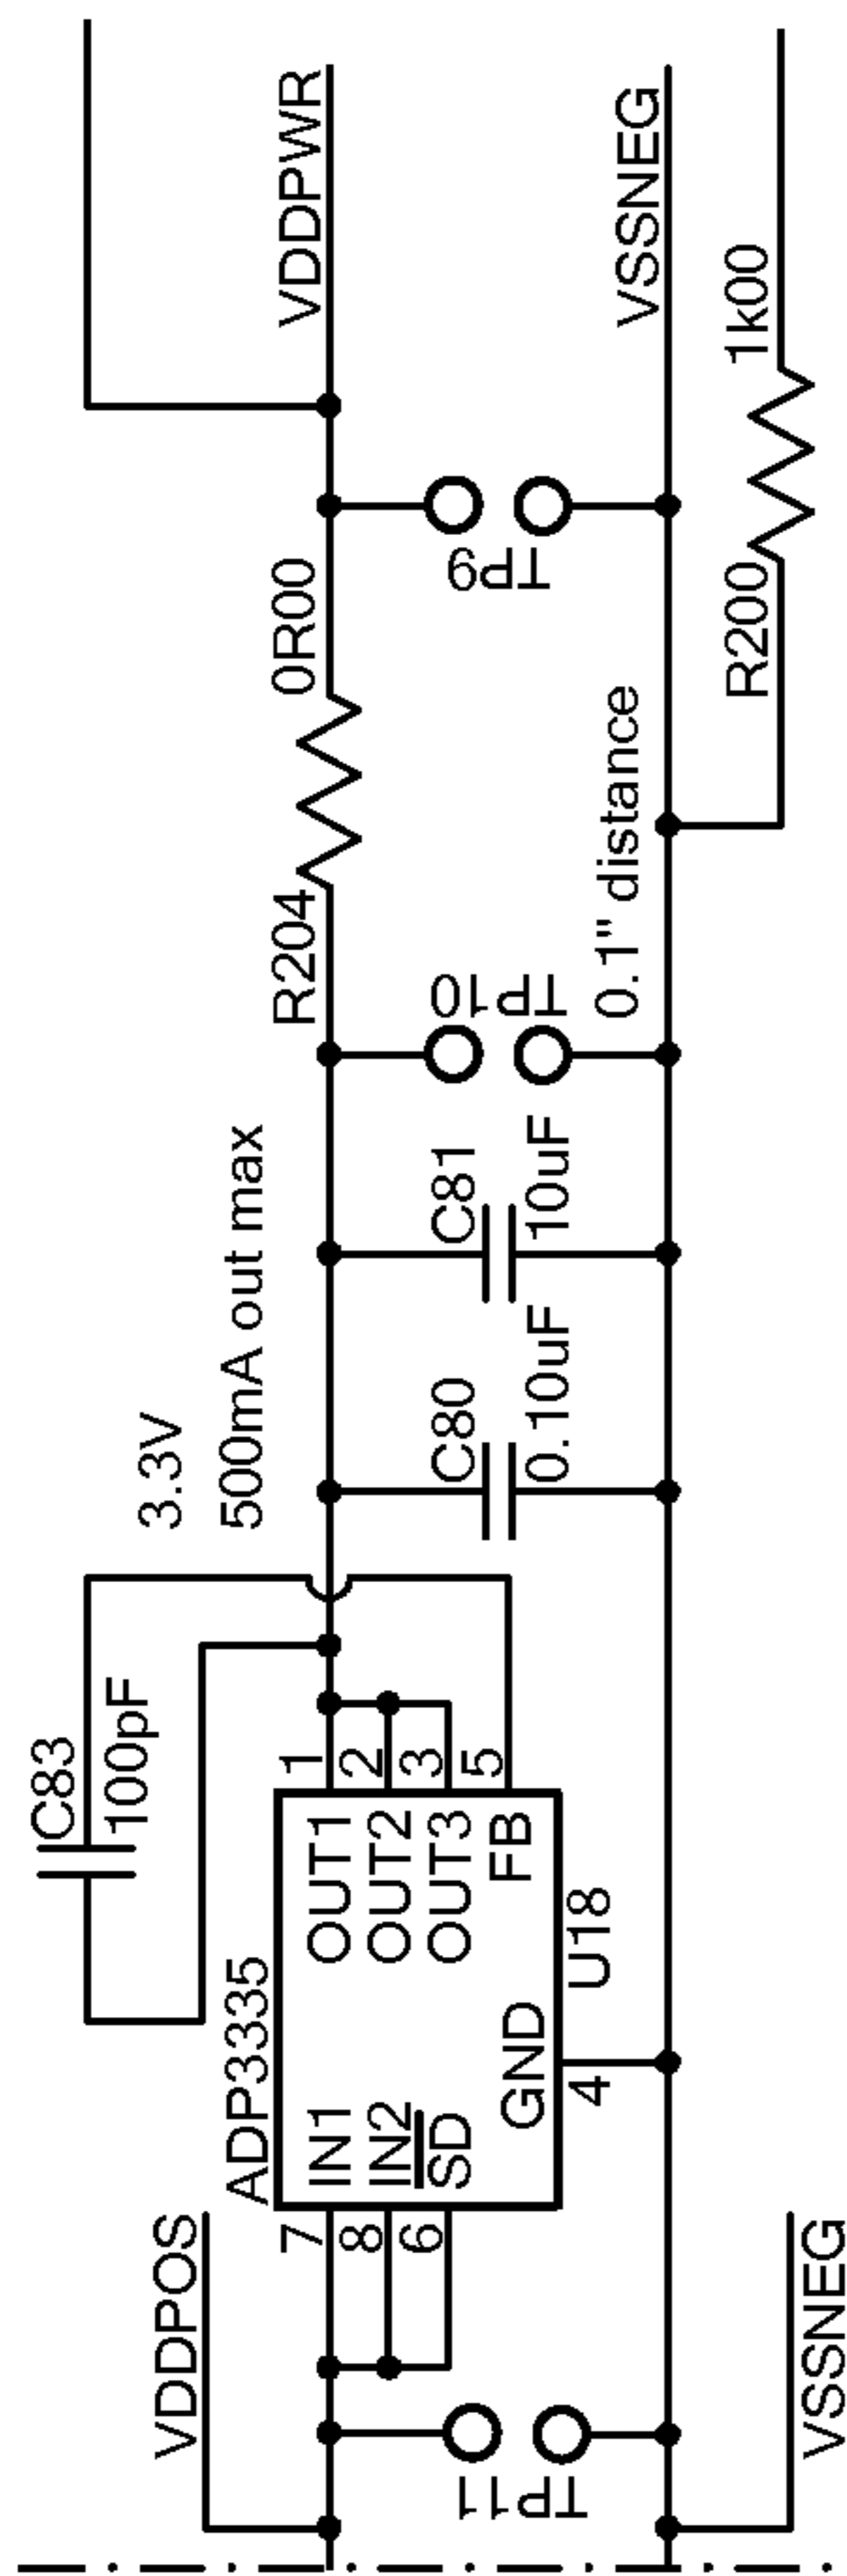 VDDPOS
TP11
VSSNEG
ADP3335
7
8
6
IN1
IN2
SD
GND
4
U18
OUT1
OUT2
OUT3
FB
1
2
3
5
C83
100pF
3.3V
500mA out max
C80
0.10uF
C81
10uF
TP10
0.1" distance
R204
0R00
TP9
R200
1k00
VDDPWR
VSSNEG